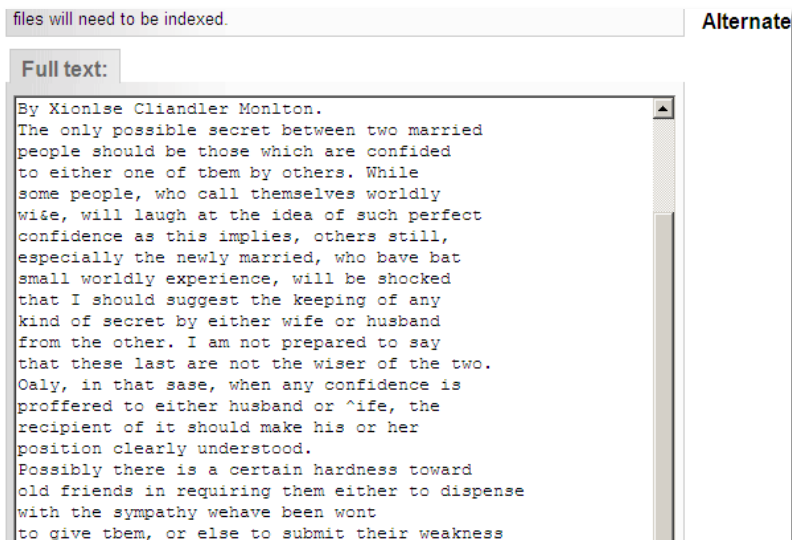 files will need to be indexed.
Alternate
Full text:
By Xionlse Cliandler Monlton.
The only possible secret between two married
people should be those which are confided
to either one of tbem by others. While
some people, who call themselves worldly
wi&e, will laugh at the idea of such perfect
confidence as this implies, others still,
especially the newly married, who bave bat
small worldly experience, will be shocked
that I should suggest the keeping of any
kind of secret by either wife or husband
from the other. I am not prepared to say
that these last are not the wiser of the two.
Oaly, in that sase, when any confidence is
proffered to either husband or ^ife, the
recipient of it should make his or her
position clearly understood.
Possibly there is a certain hardness toward
old friends in requiring them either to dispense
with the sympathy wehave been wont
to give tbem, or else to submit their weakness